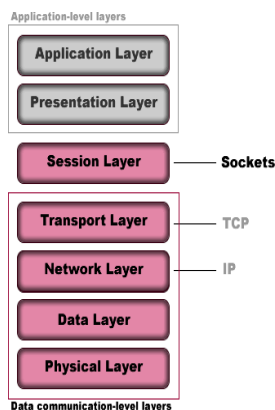 Application-level layers
Application Layer
Presentation Layer
Session Layer
Sockets
Transport Layer
TCP
Network Layer
IP
Data Layer
Physical Layer
Data communication-level layers